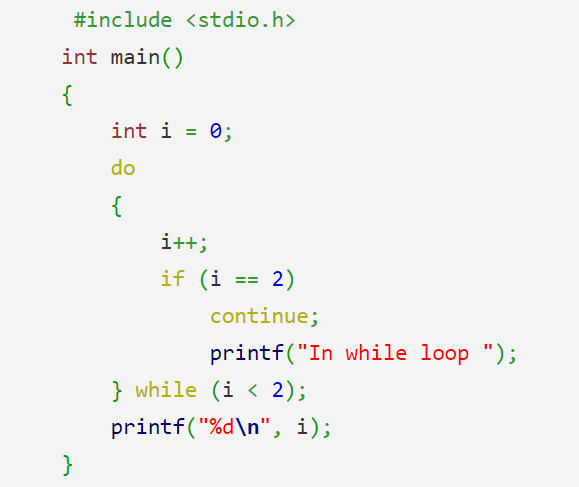 #include <stdio.h>
int main()
{
int i = 0;
do
{
i++;
if (i == 2)
continue;
printf("In while loop ");
} while (i < 2);
printf("%d\n", i);
}